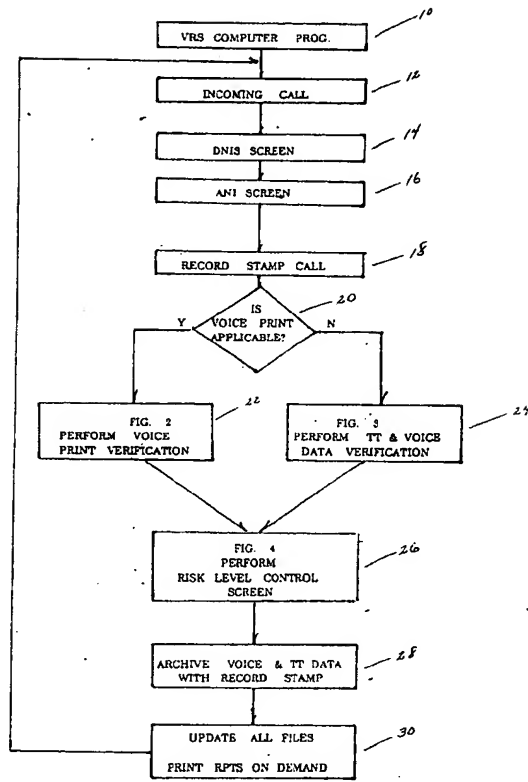 VRS COMPUTER PROG.
10
INCOMING CALL
12
DNIS SCREEN
14
ANI SCREEN
16
RECORD STAMP CALL
18
IS
VOICE PRINT
APPLICABLE?
20
Y
N
FIG. 2
PERFORM VOICE
PRINT VERIFICATION
22
FIG. 3
PERFORM TT & VOICE
DATA VERIFICATION
24
FIG. 4
PERFORM
RISK LEVEL CONTROL
SCREEN
26
ARCHIVE VOICE & TT DATA
WITH RECORD STAMP
28
UPDATE ALL FILES
PRINT RPTS ON DEMAND
30